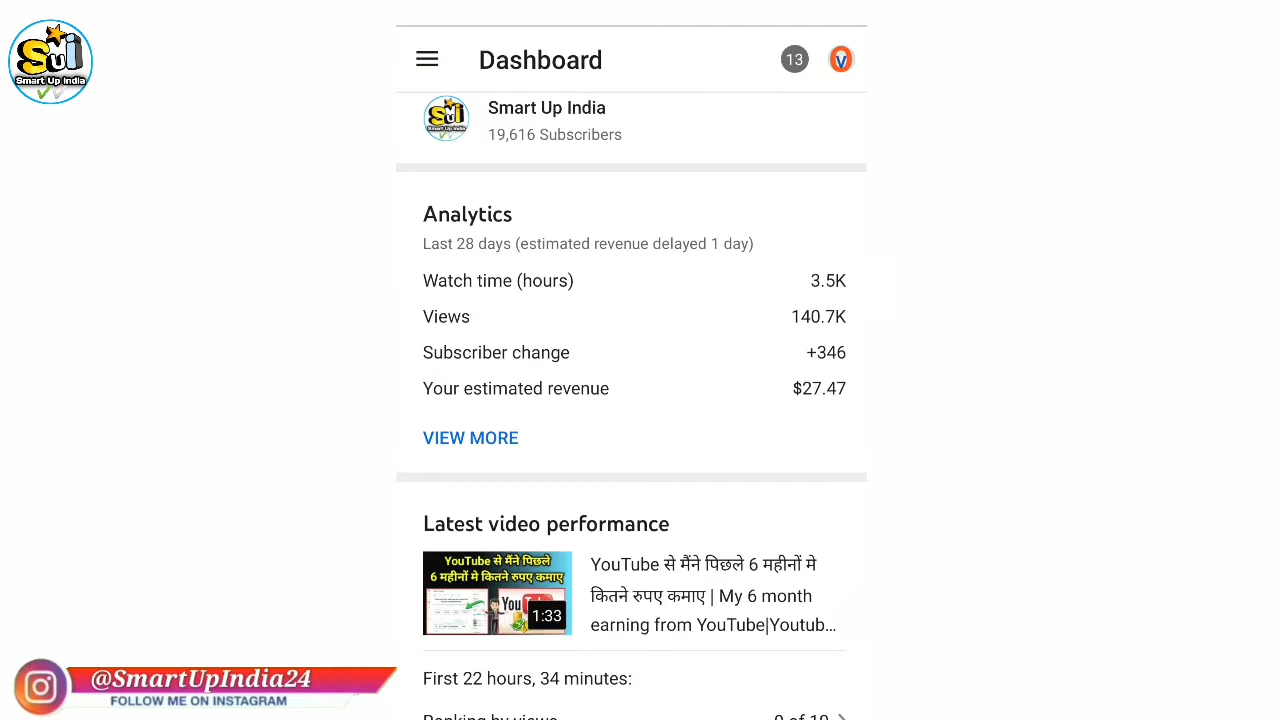 Sui
Smart Up India
Dashboard
13
Smart Up India
19,616 Subscribers
Analytics
Last 28 days (estimated revenue delayed 1 day)
Watch time (hours) 3.5K
Views 140.7K
Subscriber change +346
Your estimated revenue $27.47
VIEW MORE
Latest video performance
YouTube से मैंने पिछले
6 महीनों मे कितने रुपए कमाए
You
1:33
YouTube से मैंने पिछले 6 महीनों मे
कितने रुपए कमाए | My 6 month
earning from YouTube|Youtub...
First 22 hours, 34 minutes:
@SmartUpIndia24
FOLLOW ME ON INSTAGRAM